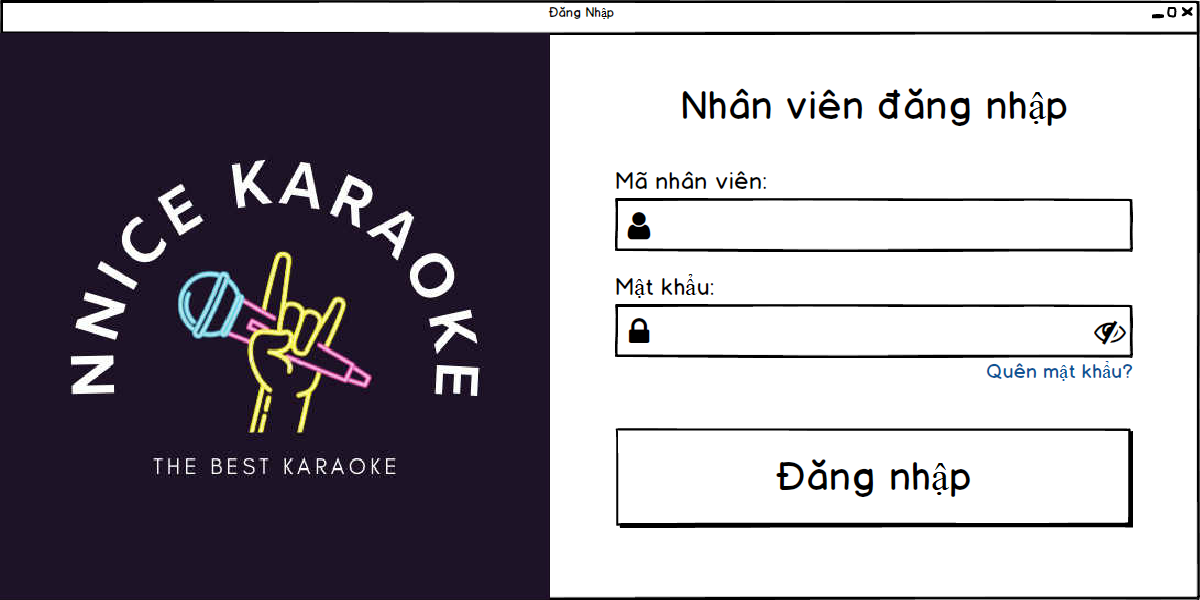 Đăng Nhập
NNICE KARAOKE
THE BEST KARAOKE
Nhân viên đăng nhập
Mã nhân viên:
Mật khẩu:
Quên mật khẩu?
Đăng nhập